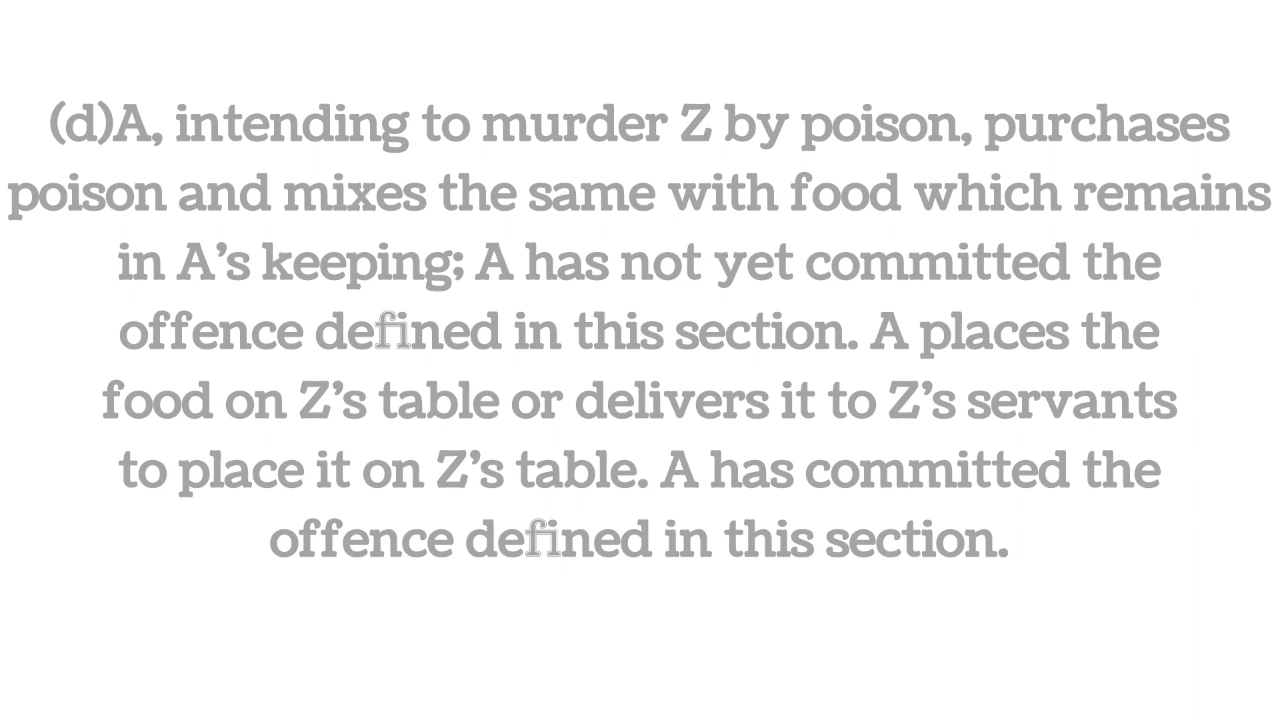 (d)A, intending to murder Z by poison, purchases
poison and mixes the same with food which remains
in A’s keeping; A has not yet committed the
offence defined in this section. A places the
food on Z’s table or delivers it to Z’s servants
to place it on Z’s table. A has committed the
offence defined in this section.